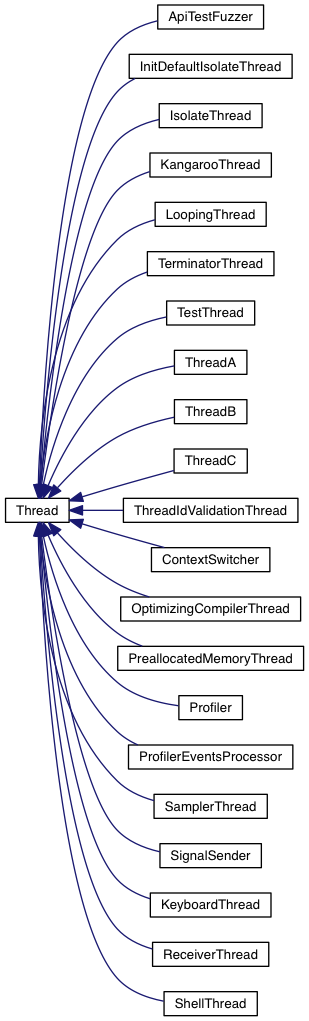 ApiTestFuzzer
InitDefaultIsolateThread
IsolateThread
KangarooThread
LoopingThread
TerminatorThread
TestThread
ThreadA
ThreadB
ThreadC
Thread
ThreadIdValidationThread
ContextSwitcher
OptimizingCompilerThread
PreallocatedMemoryThread
Profiler
ProfilerEventsProcessor
SamplerThread
SignalSender
KeyboardThread
ReceiverThread
ShellThread